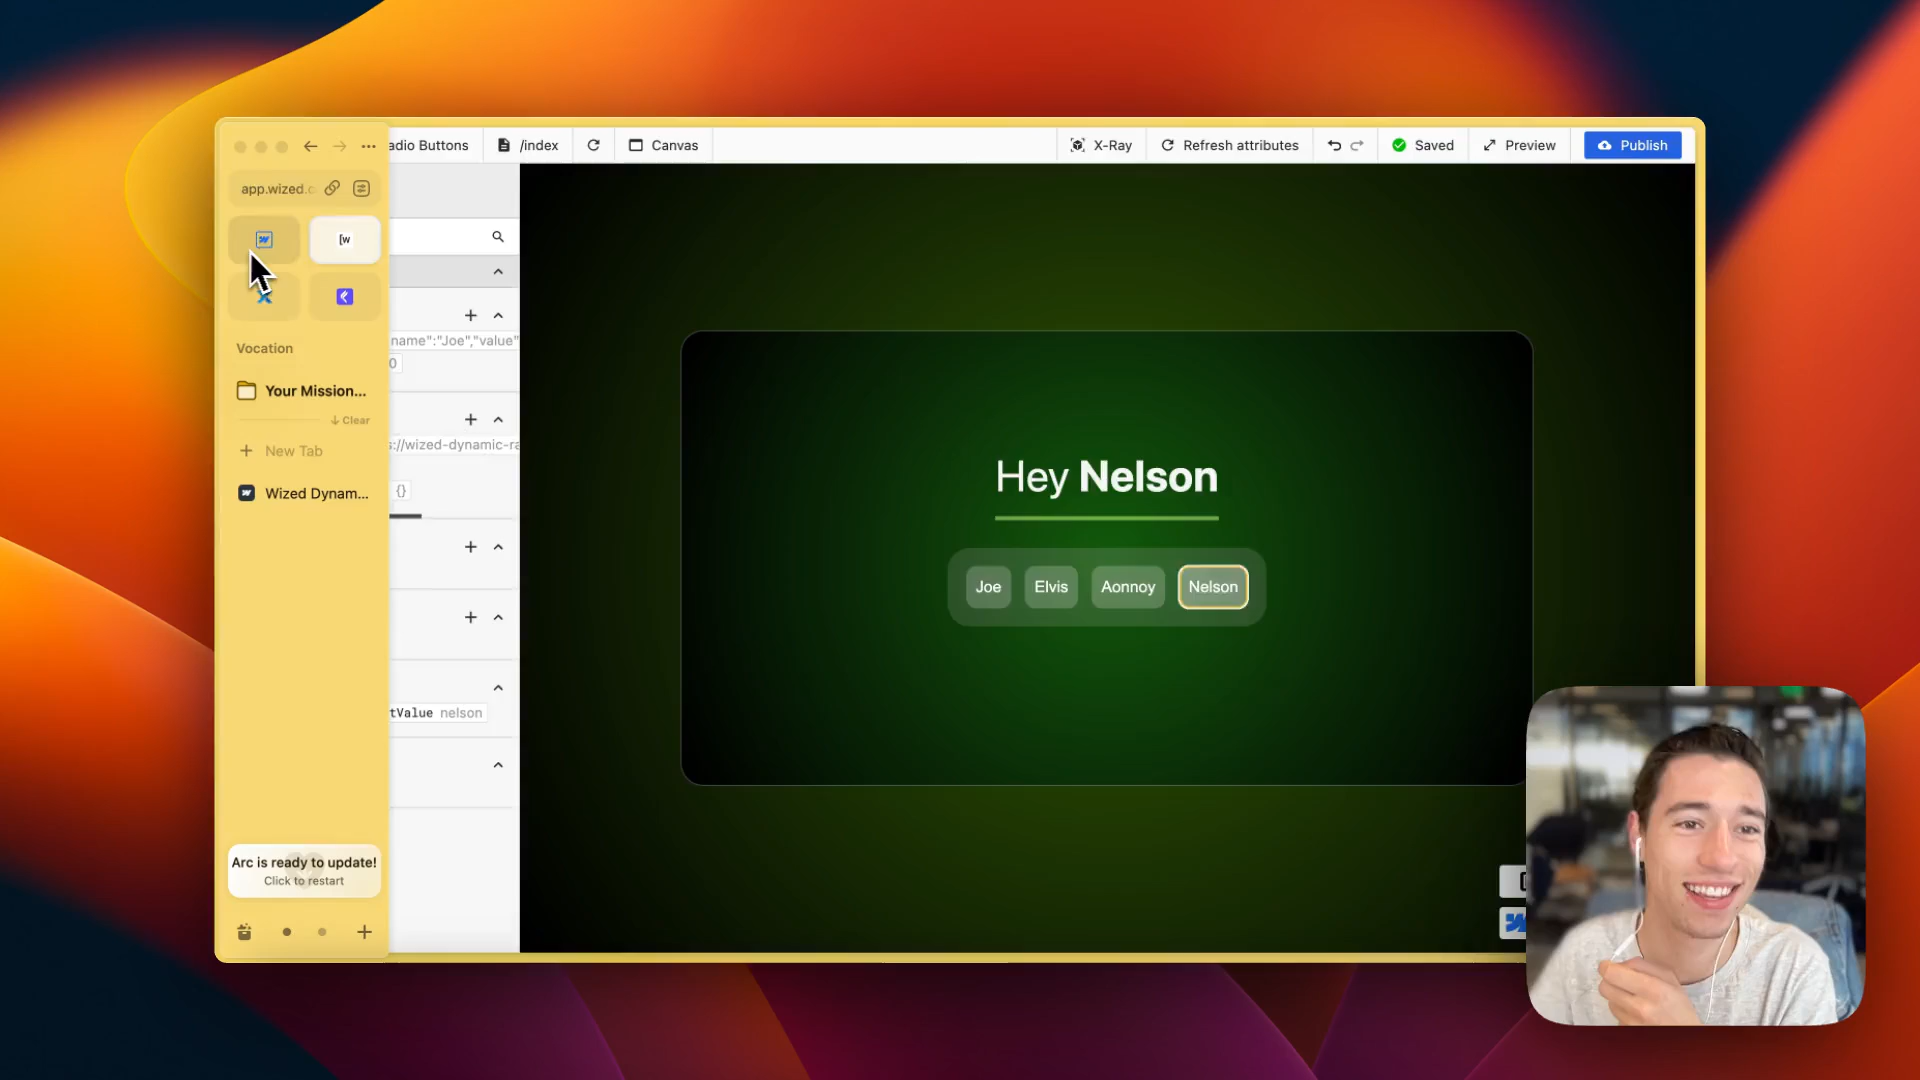 adio Buttons
/index
Canvas
X-Ray
Refresh attributes
Saved
Preview
Publish
app.wized.c
[w
Vocation
Your Mission...
Clear
New Tab
Wized Dynam...
name":"Joe","value"
0
s://wized-dynamic-ra
{}
tValue nelson
Hey Nelson
Joe
Elvis
Aonnoy
Nelson
Arc is ready to update!
Click to restart